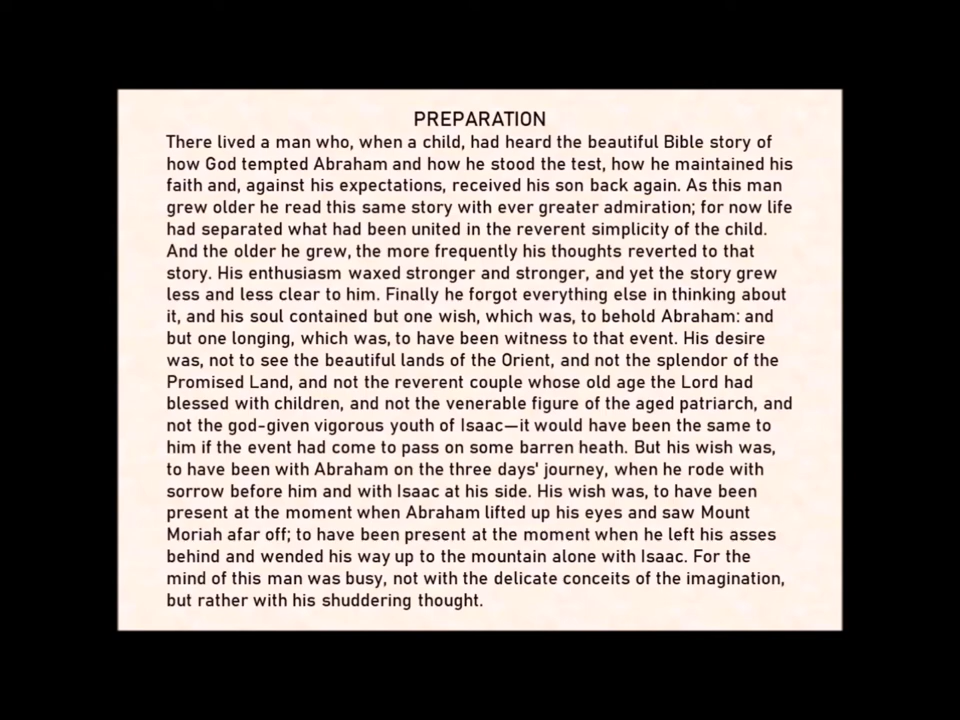 PREPARATION
There lived a man who, when a child, had heard the beautiful Bible story of
how God tempted Abraham and how he stood the test, how he maintained his
faith and, against his expectations, received his son back again. As this man
grew older he read this same story with ever greater admiration; for now life
had separated what had been united in the reverent simplicity of the child.
And the older he grew, the more frequently his thoughts reverted to that
story. His enthusiasm waxed stronger and stronger, and yet the story grew
less and less clear to him. Finally he forgot everything else in thinking about
it, and his soul contained but one wish, which was, to behold Abraham: and
but one longing, which was, to have been witness to that event. His desire
was, not to see the beautiful lands of the Orient, and not the splendor of the
Promised Land, and not the reverent couple whose old age the Lord had
blessed with children, and not the venerable figure of the aged patriarch, and
not the god-given vigorous youth of Isaac—it would have been the same to
him if the event had come to pass on some barren heath. But his wish was,
to have been with Abraham on the three days' journey, when he rode with
sorrow before him and with Isaac at his side. His wish was, to have been
present at the moment when Abraham lifted up his eyes and saw Mount
Moriah afar off; to have been present at the moment when he left his asses
behind and wended his way up to the mountain alone with Isaac. For the
mind of this man was busy, not with the delicate conceits of the imagination,
but rather with his shuddering thought.